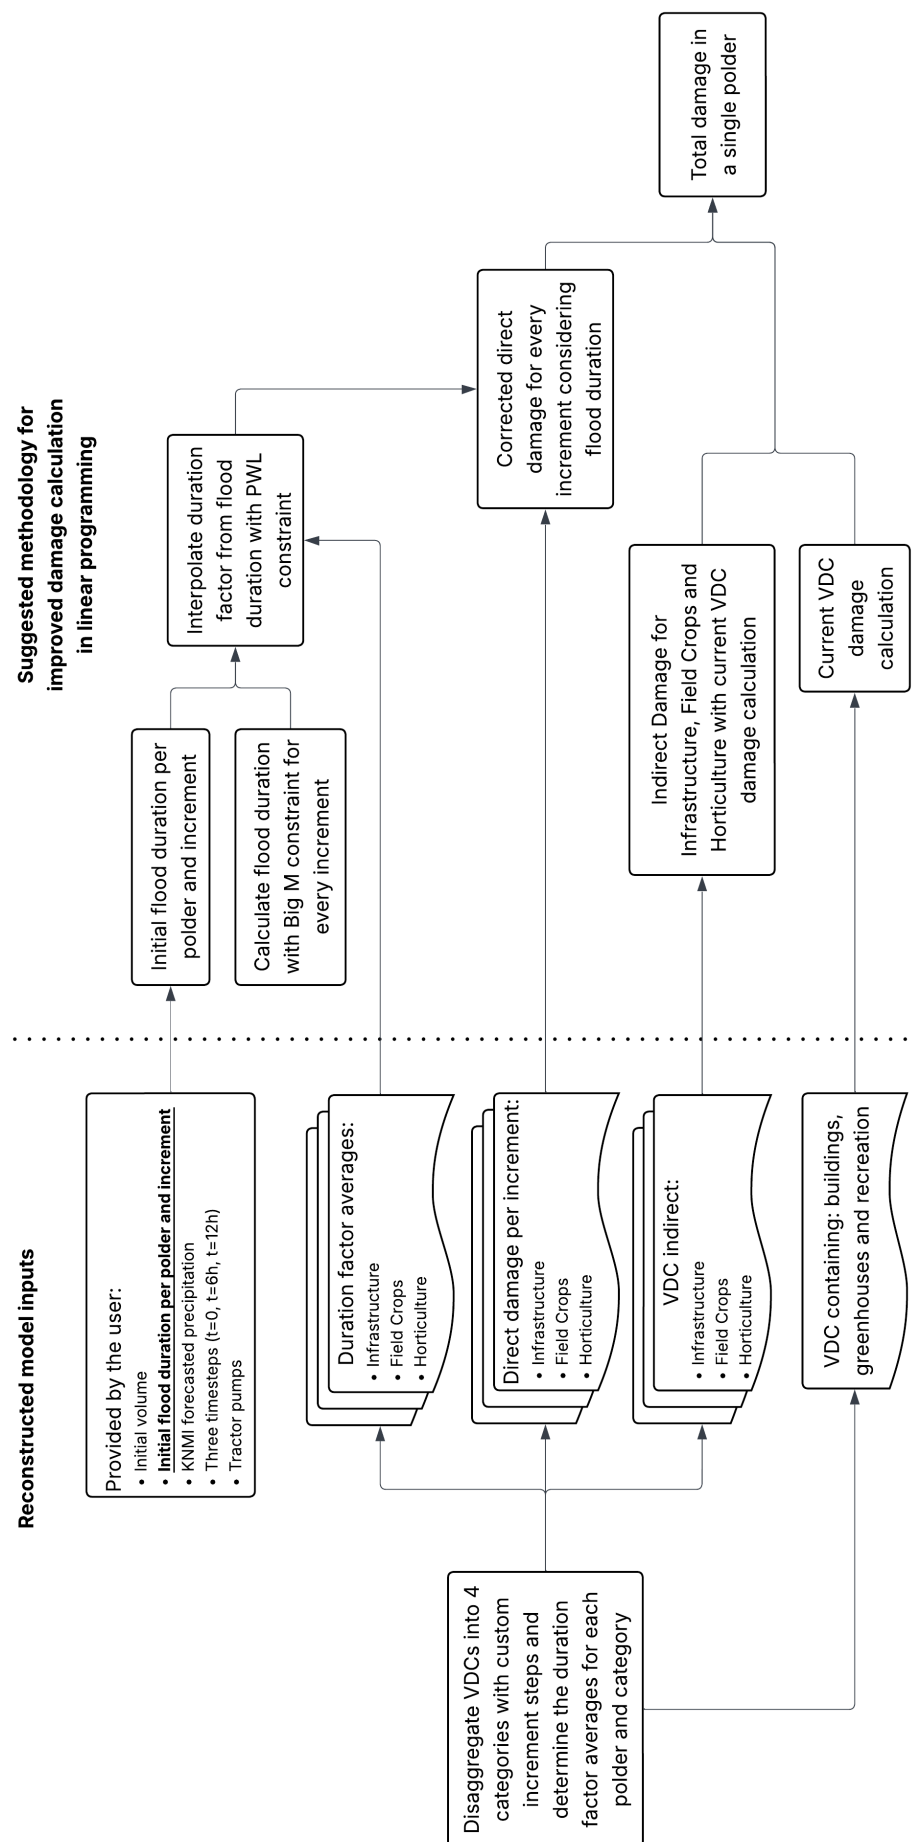 Reconstructed model inputs
Suggested methodology for
improved damage calculation
in linear programming
Disaggregate VDCs into 4
categories with custom
increment steps and
determine the duration
factor averages for each
polder and category
Provided by the user:
• Initial volume
• Initial flood duration per polder and increment
• KNMI forecasted precipitation
• Three timesteps (t=0, t=6h, t=12h)
• Tractor pumps
Duration factor averages:
• Infrastructure
• Field Crops
• Horticulture
Direct damage per increment:
• Infrastructure
• Field Crops
• Horticulture
VDC indirect:
• Infrastructure
• Field Crops
• Horticulture
VDC containing: buildings,
greenhouses and recreation
Initial flood duration per
polder and increment
Calculate flood duration
with Big M constraint for
every increment
Interpolate duration
factor from flood
duration with PWL
constraint
Corrected direct
damage for every
increment considering
flood duration
Indirect Damage for
Infrastructure, Field Crops and
Horticulture with current VDC
damage calculation
Current VDC
damage
calculation
Total damage in
a single polder